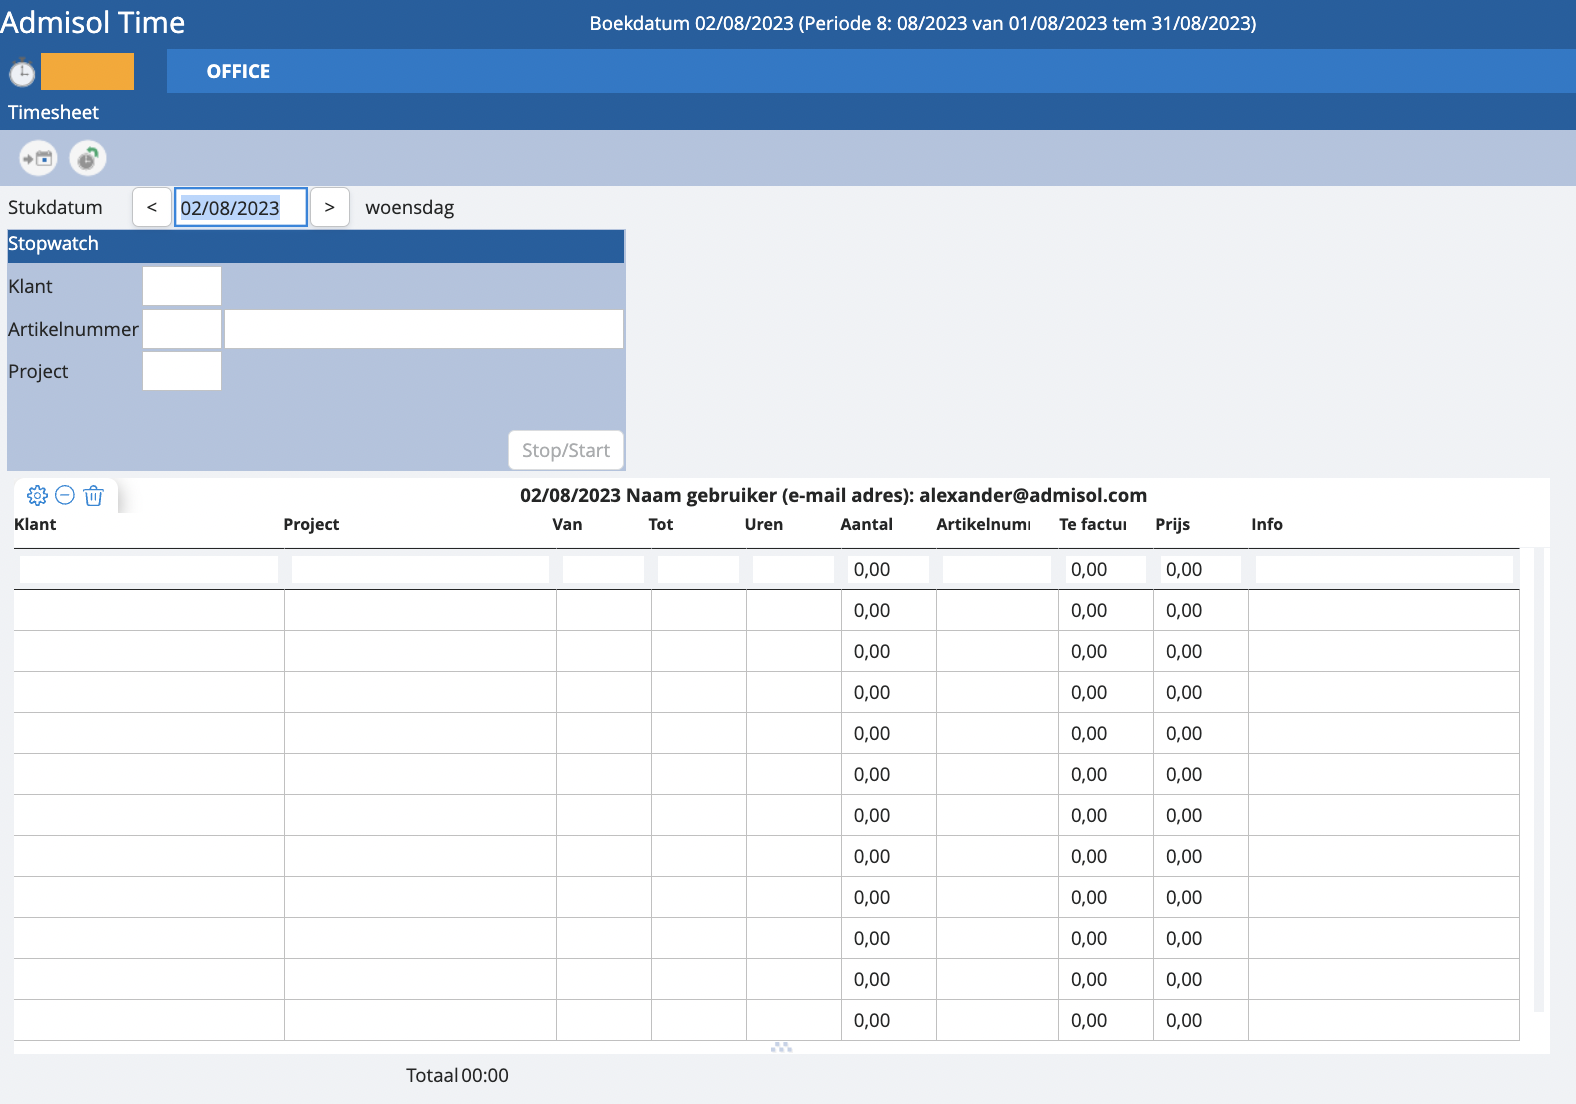 Admisol Time
Boekdatum 02/08/2023 (Periode 8: 08/2023 van 01/08/2023 tem 31/08/2023)
OFFICE
Timesheet
Stukdatum < 02/08/2023 > woensdag
Stopwatch
Klant
Artikelnummer
Project
Stop/Start
02/08/2023 Naam gebruiker (e-mail adres): alexander@admisol.com
Klant Project Van Tot Uren Aantal Artikelnum Te factu Prijs Info
0,00 0,00 0,00
0,00 0,00 0,00
0,00 0,00 0,00
0,00 0,00 0,00
0,00 0,00 0,00
0,00 0,00 0,00
0,00 0,00 0,00
0,00 0,00 0,00
0,00 0,00 0,00
0,00 0,00 0,00
0,00 0,00 0,00
0,00 0,00 0,00
Totaal 00:00